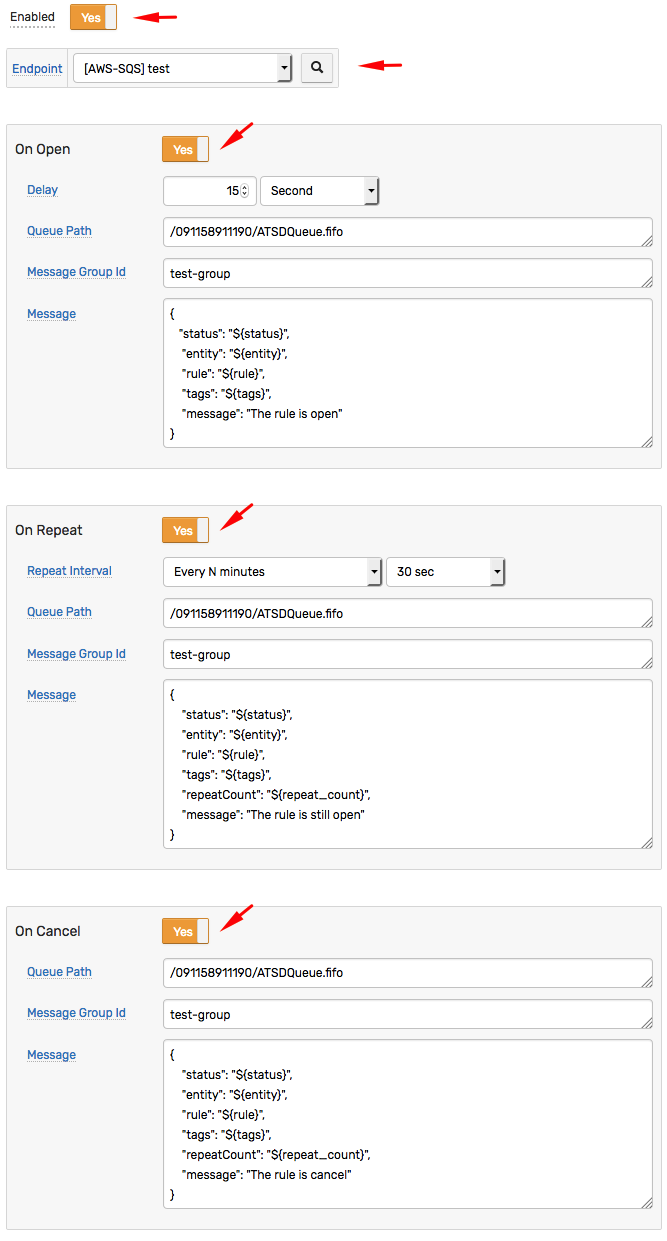 Enabled Yes
Endpoint [AWS-SQS] test
On Open Yes
Delay 15 Second
Queue Path /091158911190/ATSDQueue.fifo
Message Group Id test-group
Message {
"status": "${status}",
"entity": "${entity}",
"rule": "${rule}",
"tags": "${tags}",
"message": "The rule is open"
}
On Repeat Yes
Repeat Interval Every N minutes 30 sec
Queue Path /091158911190/ATSDQueue.fifo
Message Group Id test-group
Message {
"status": "${status}",
"entity": "${entity}",
"rule": "${rule}",
"tags": "${tags}",
"repeatCount": "${repeat_count}",
"message": "The rule is still open"
}
On Cancel Yes
Queue Path /091158911190/ATSDQueue.fifo
Message Group Id test-group
Message {
"status": "${status}",
"entity": "${entity}",
"rule": "${rule}",
"tags": "${tags}",
"repeatCount": "${repeat_count}",
"message": "The rule is cancel"
}